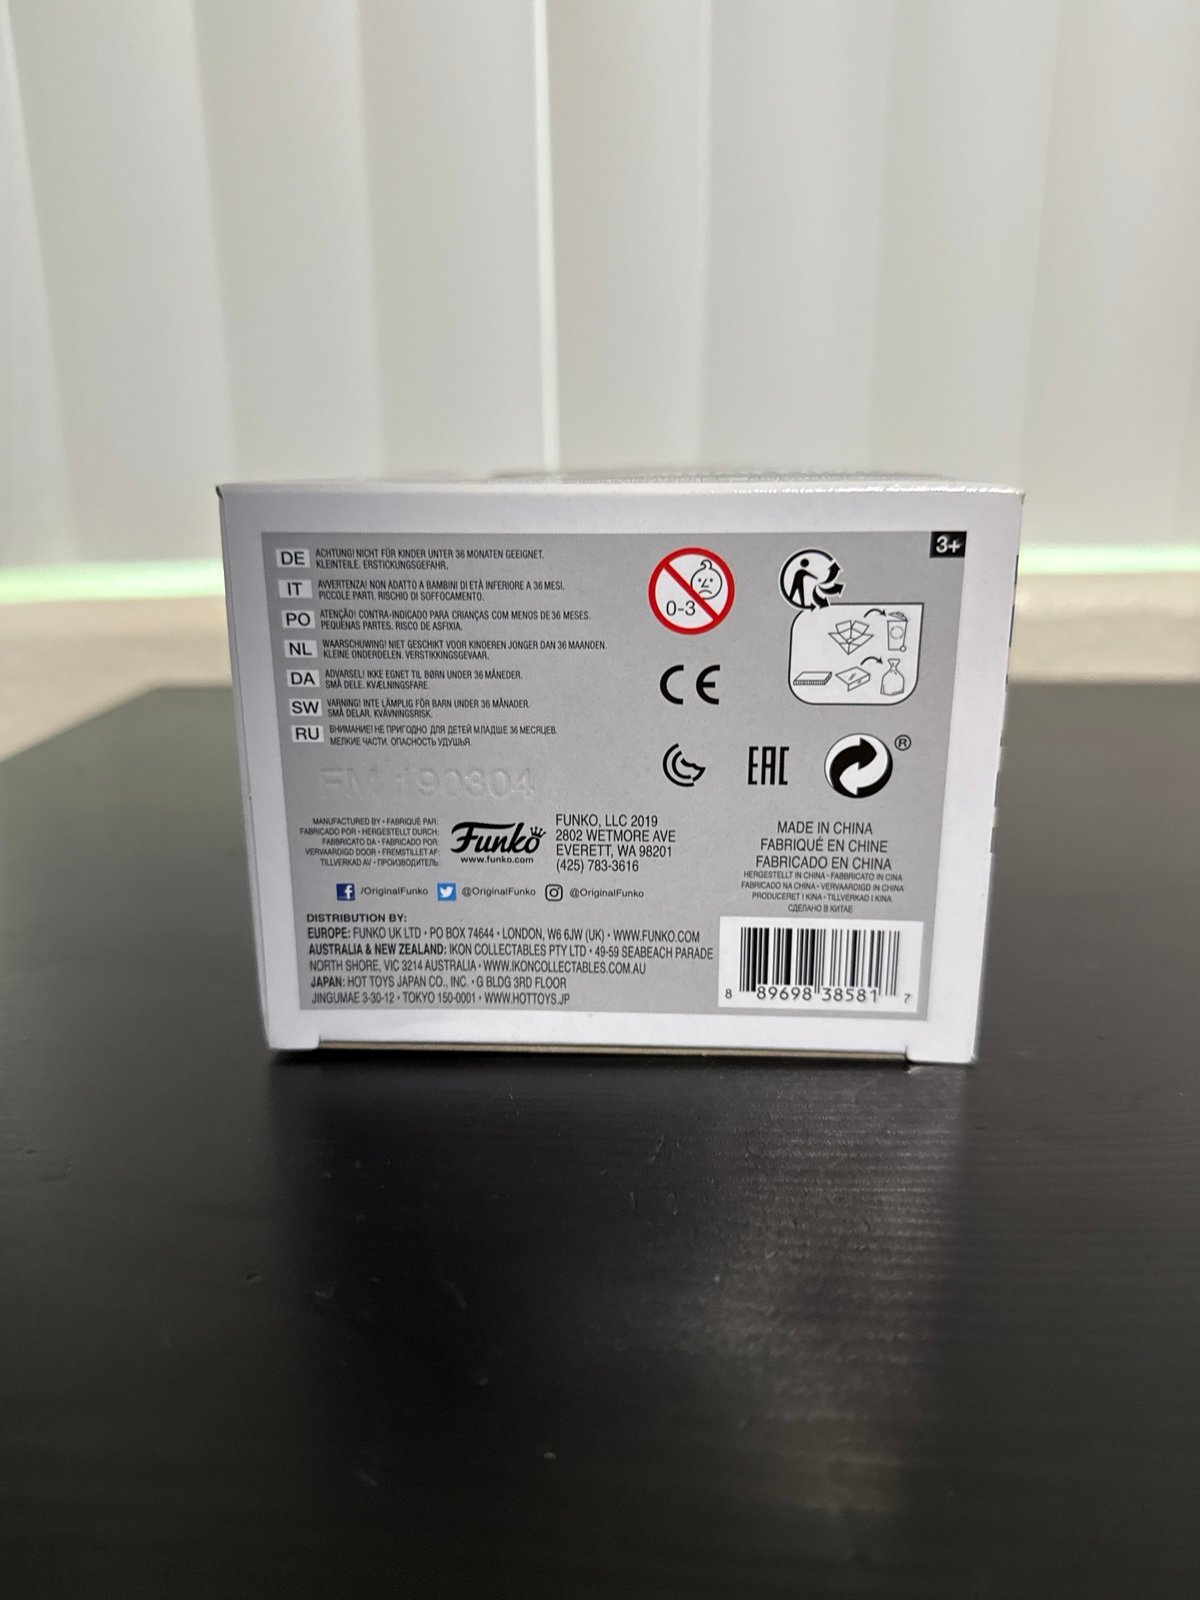 3+
DE ACHTUNG! NICHT FÜR KINDER UNTER 36 MONATEN GEEIGNET.
KLEINTEILE. ERSTICKUNGSGEFAHR.
IT AVVERTENZA! NON ADATTO A BAMBINI DI ETÀ INFERIORE A 36 MESI.
PICCOLE PARTI. RISCHIO DI SOFFOCAMENTO.
PO ATENÇÃO! CONTRA-INDICADO PARA CRIANÇAS COM MENOS DE 36 MESES.
PEQUENAS PARTES. RISCO DE ASFIXIA.
NL WAARSCHUWING! NIET GESCHIKT VOOR KINDEREN JONGER DAN 36 MAANDEN.
KLEINE ONDERDELEN. VERSTIKKINGSGEVAAR.
DA ADVARSEL! IKKE EGNET TIL BØRN UNDER 36 MÅNEDER.
SMÅ DELE. KVÆLNINGSFARE.
SW VARNING! INTE LÄMPLIG FÖR BARN UNDER 36 MÅNADER.
SMÅ DELAR. KVÄVNINGSRISK.
RU ВНИМАНИЕ! НЕ ПРИГОДНО ДЛЯ ДЕТЕЙ МЛАДШЕ 36 МЕСЯЦЕВ.
МЕЛКИЕ ЧАСТИ. ОПАСНОСТЬ УДУШЬЯ.
0-3
CE
EAC
®
FM 190304
MANUFACTURED BY • FABRIQUÉ PAR:
FABRICADO POR • HERGESTELLT DURCH:
FABBRICATO DA • FABRICADO POR:
VERVAARDIGD DOOR • FREMSTILLET AF:
TILLVERKAD AV • ПРОИЗВОДИТЕЛЬ:
Funko
www.funko.com
FUNKO, LLC 2019
2802 WETMORE AVE
EVERETT, WA 98201
(425) 783-3616
/OriginalFunko @OriginalFunko @OriginalFunko
DISTRIBUTION BY:
EUROPE: FUNKO UK LTD • PO BOX 74644 • LONDON, W6 6JW (UK) • WWW.FUNKO.COM
AUSTRALIA & NEW ZEALAND: IKON COLLECTABLES PTY LTD • 49-59 SEABEACH PARADE
NORTH SHORE, VIC 3214 AUSTRALIA • WWW.IKONCOLLECTABLES.COM.AU
JAPAN: HOT TOYS JAPAN CO., INC. • G BLDG 3RD FLOOR
JINGUMAE 3-30-12 • TOKYO 150-0001 • WWW.HOTTOYS.JP
MADE IN CHINA
FABRIQUÉ EN CHINE
FABRICADO EN CHINA
HERGESTELLT IN CHINA • FABBRICATO IN CINA
FABRICADO NA CHINA • VERVAARDIGD IN CHINA
PRODUCERET I KINA • TILLVERKAD I KINA
СДЕЛАНО В КИТАЕ
8 89698 38581 7